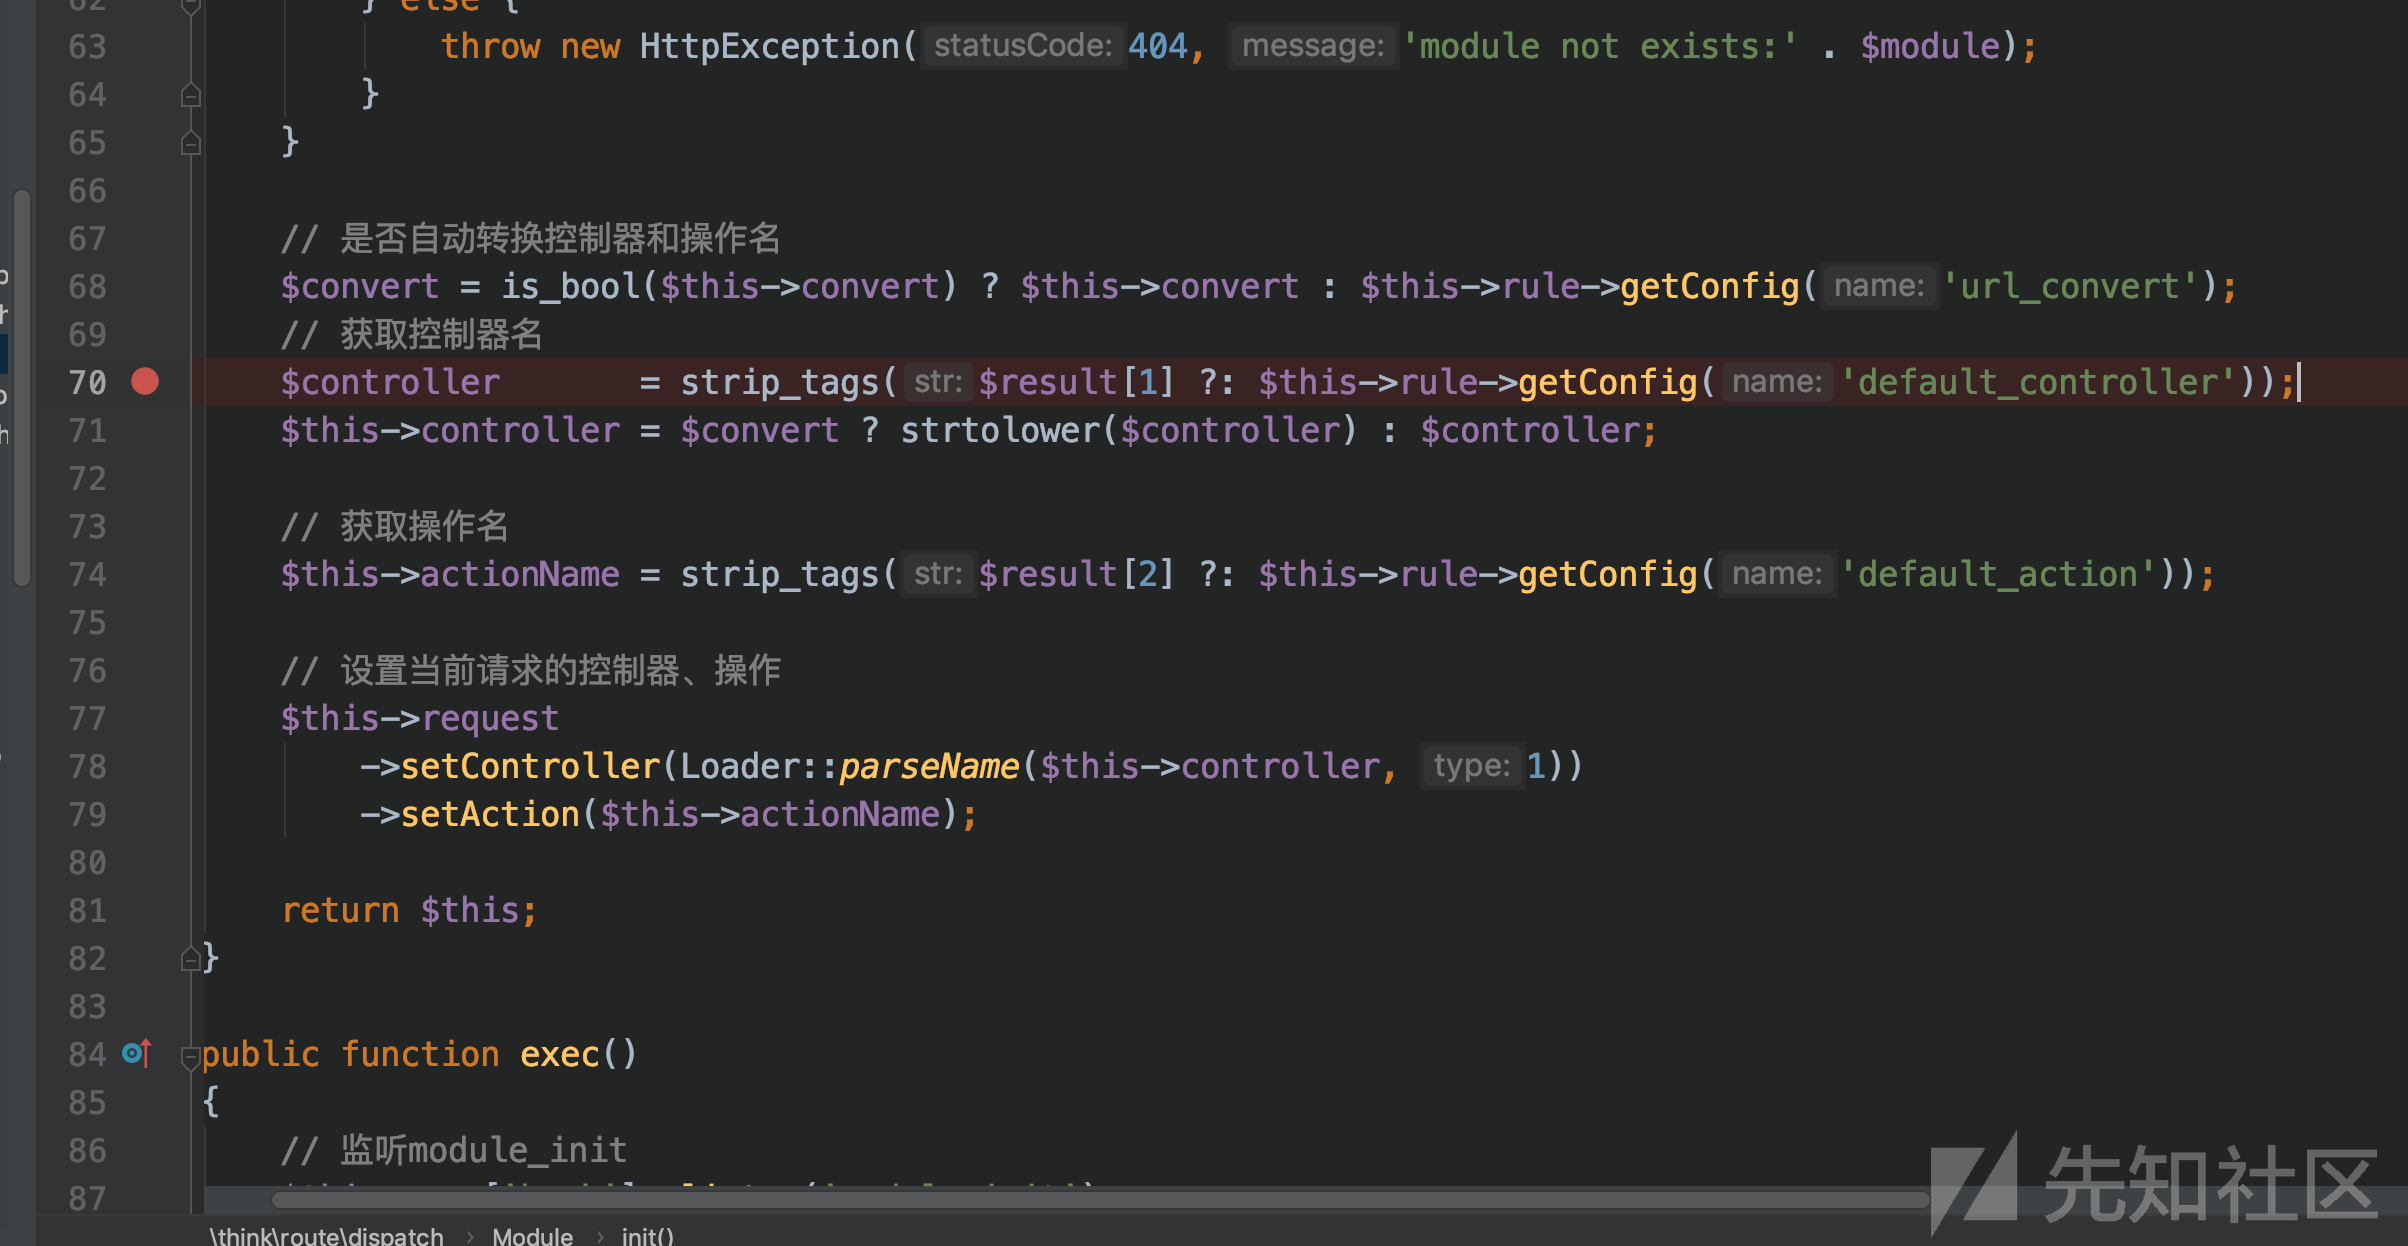 62 } else {
63 throw new HttpException( statusCode: 404, message: 'module not exists:' . $module);
64 }
65 }
66
67 // 是否自动转换控制器和操作名
68 $convert = is_bool($this->convert) ? $this->convert : $this->rule->getConfig( name: 'url_convert');
69 // 获取控制器名
70 $controller = strip_tags( str: $result[1] ?: $this->rule->getConfig( name: 'default_controller'));
71 $this->controller = $convert ? strtolower($controller) : $controller;
72
73 // 获取操作名
74 $this->actionName = strip_tags( str: $result[2] ?: $this->rule->getConfig( name: 'default_action'));
75
76 // 设置当前请求的控制器、操作
77 $this->request
78 ->setController(Loader::parseName($this->controller, type: 1))
79 ->setAction($this->actionName);
80
81 return $this;
82 }
83
84 public function exec()
85 {
86 // 监听module_init
87
\think\route\dispatch › Module › init()
先知社区